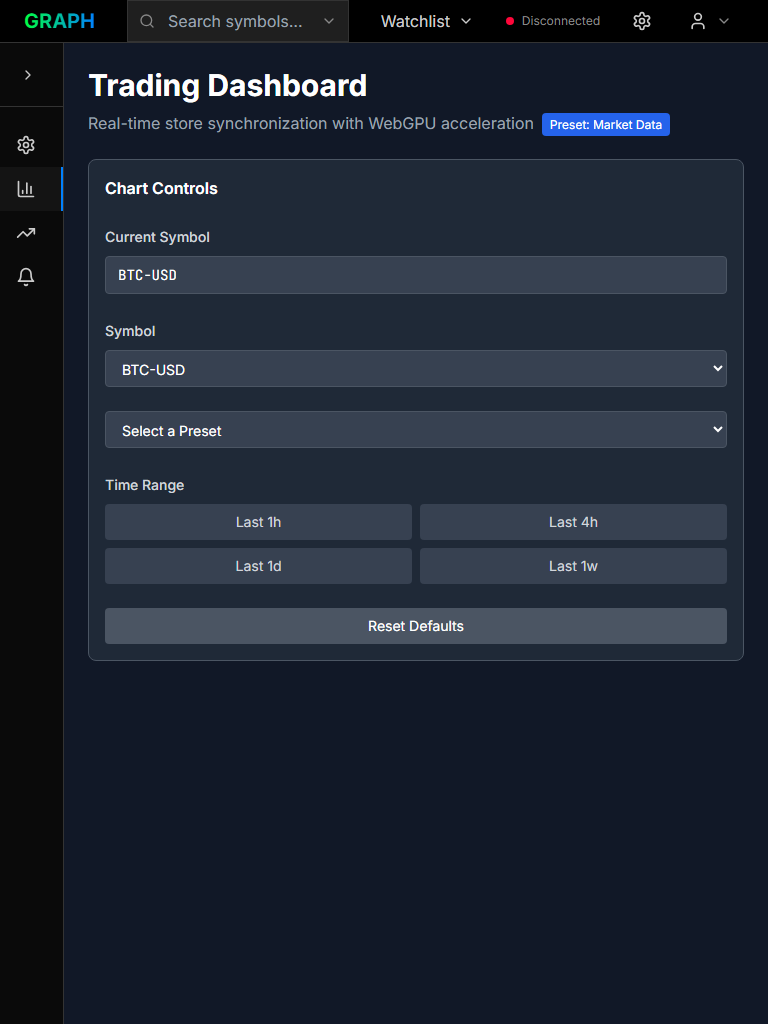 GRAPH
Search symbols...
Watchlist
Disconnected
Trading Dashboard
Real-time store synchronization with WebGPU acceleration
Preset: Market Data
Chart Controls
Current Symbol
BTC-USD
Symbol
BTC-USD
Select a Preset
Time Range
Last 1h
Last 4h
Last 1d
Last 1w
Reset Defaults